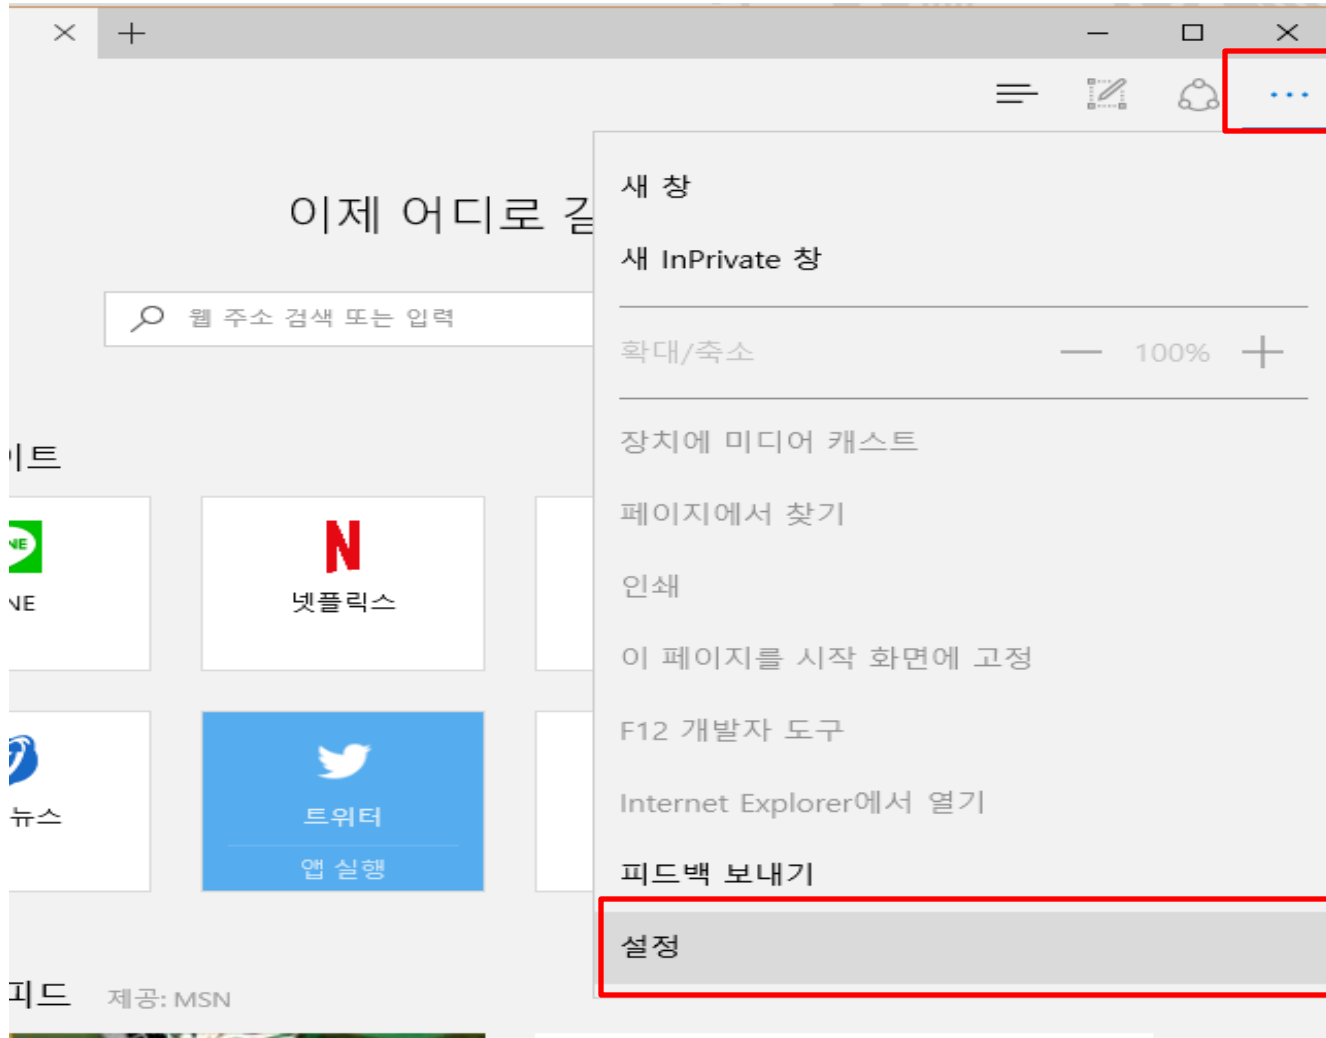 이제 어디로
웹 주소 검색 또는 입력
이트
NE
넷플릭스
뉴스
트위터
앱 실행
피드 제공: MSN
새 창
새 InPrivate 창
확대/축소 100%
장치에 미디어 캐스트
페이지에서 찾기
인쇄
이 페이지를 시작 화면에 고정
F12 개발자 도구
Internet Explorer에서 열기
피드백 보내기
설정